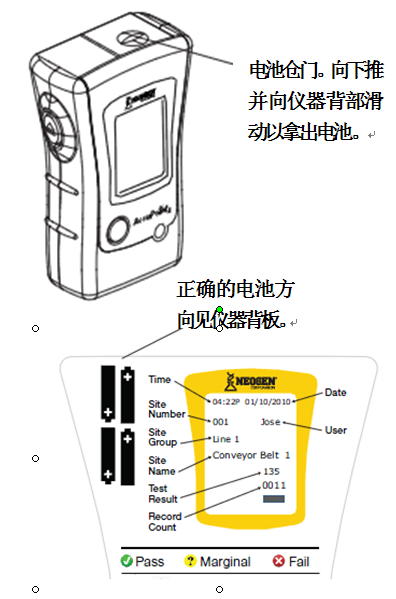 电池仓门。向下推
并向仪器背部滑
动以拿出电池。
NEOGEN
AccuPoint 2
正确的电池方
向见仪器背板。
NEOGEN
CORPORATION
Time
04:22P 01/10/2010
Date
Site
Number
001
Jose
User
Site
Group
Line 1
Site
Name
Conveyor Belt 1
Test
Result
135
Record
Count
0011
Pass
Marginal
Fail